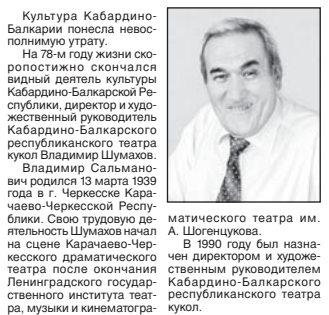 Культура Кабардино-
Балкарии понесла невос-
полнимую утрату.
На 78-м году жизни ско-
ропостижно скончался
видный деятель культуры
Кабардино-Балкарской Ре-
спублики, директор и худо-
жественный руководитель
Кабардино-Балкарского
республиканского театра
кукол Владимир Шумахов.
Владимир Сальмано-
вич родился 13 марта 1939
года в г. Черкесске Кара-
чаево-Черкесской Респу-
блики. Свою трудовую де-
ятельность Шумахов начал
на сцене Карачаево-Чер-
кесского драматического
театра после окончания
Ленинградского государ-
ственного института теат-
ра, музыки и кинематогра-
матического театра им.
А. Шогенцукова.
В 1990 году был назна-
чен директором и художе-
ственным руководителем
Кабардино-Балкарского
республиканского театра
кукол.